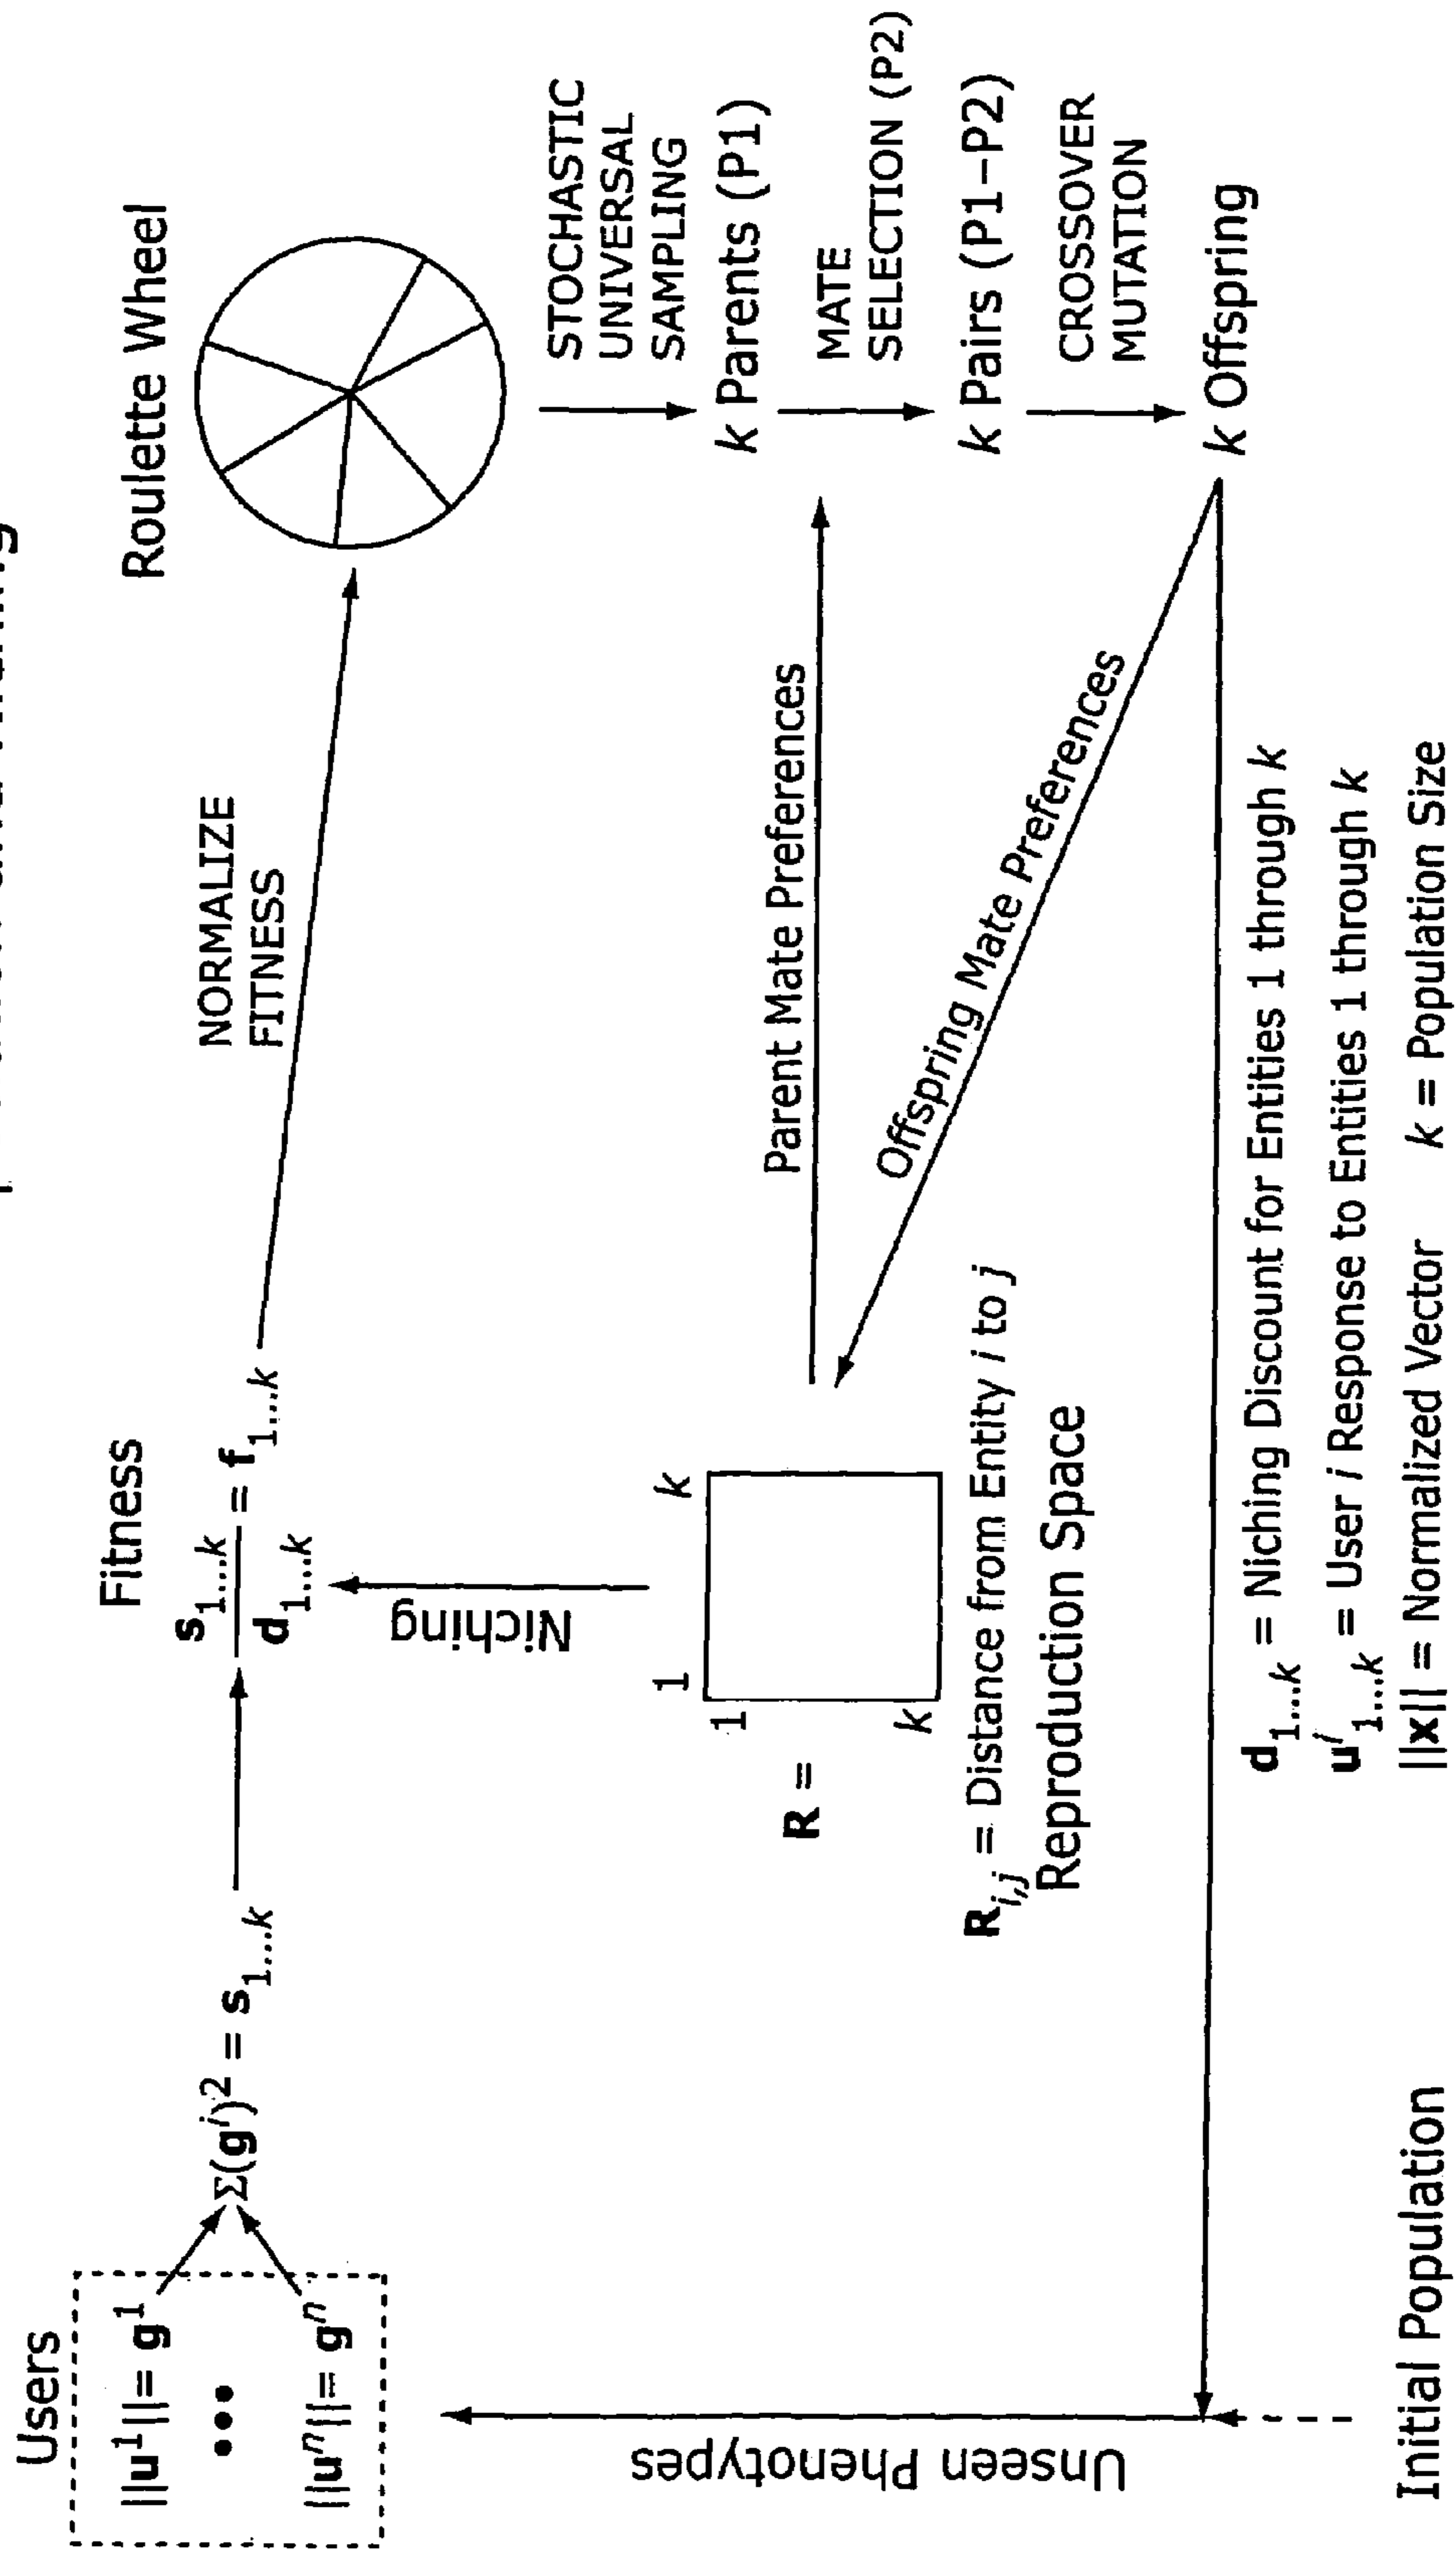 Users
||u¹|| = g¹
•••
||uⁿ|| = gⁿ
Σ(gⁱ)² = s₁...k
Fitness
s₁...k
d₁...k
= f₁...k
NORMALIZE
FITNESS
Roulette Wheel
STOCHASTIC
UNIVERSAL
SAMPLING
k Parents (P1)
MATE
SELECTION (P2)
k Pairs (P1–P2)
CROSSOVER
MUTATION
k Offspring
Niching
1 k
1
R =
k
R i,j = Distance from Entity i to j
Reproduction Space
Parent Mate Preferences
Offspring Mate Preferences
Unseen Phenotypes
Initial Population
d₁...k = Niching Discount for Entities 1 through k
uⁱ₁...k = User i Response to Entities 1 through k
||x|| = Normalized Vector k = Population Size